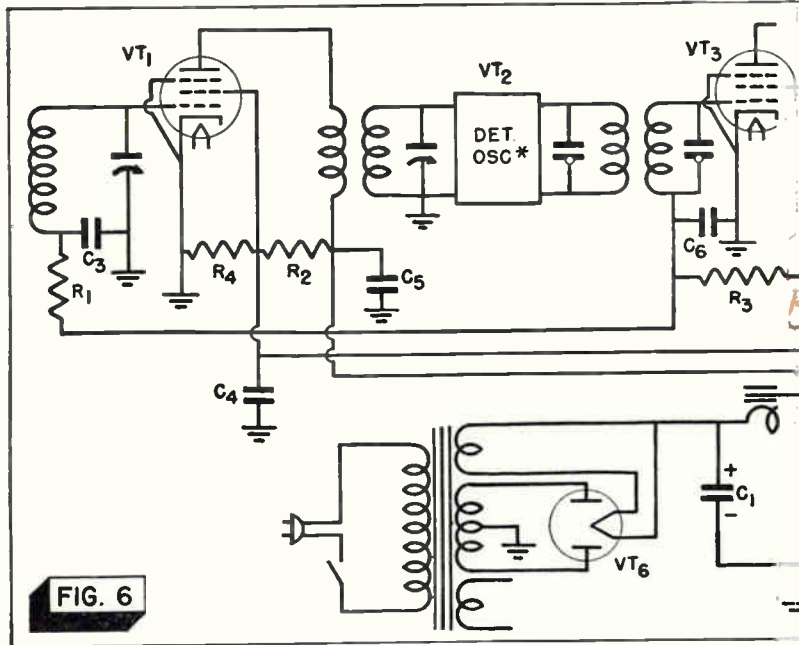 VT1
VT2
VT3
DET.
OSC*
C3
R4
R2
C5
C6
R1
R3
C4
+
C1
-
VT6
FIG. 6